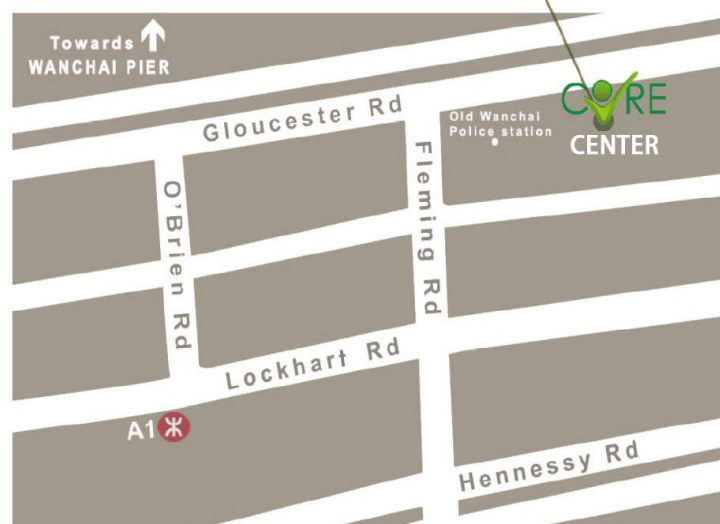 Towards
WANCHAI PIER
Gloucester Rd
Old Wanchai
Police station
CORE
CENTER
O'Brien Rd
Fleming Rd
Lockhart Rd
A1
Hennessy Rd